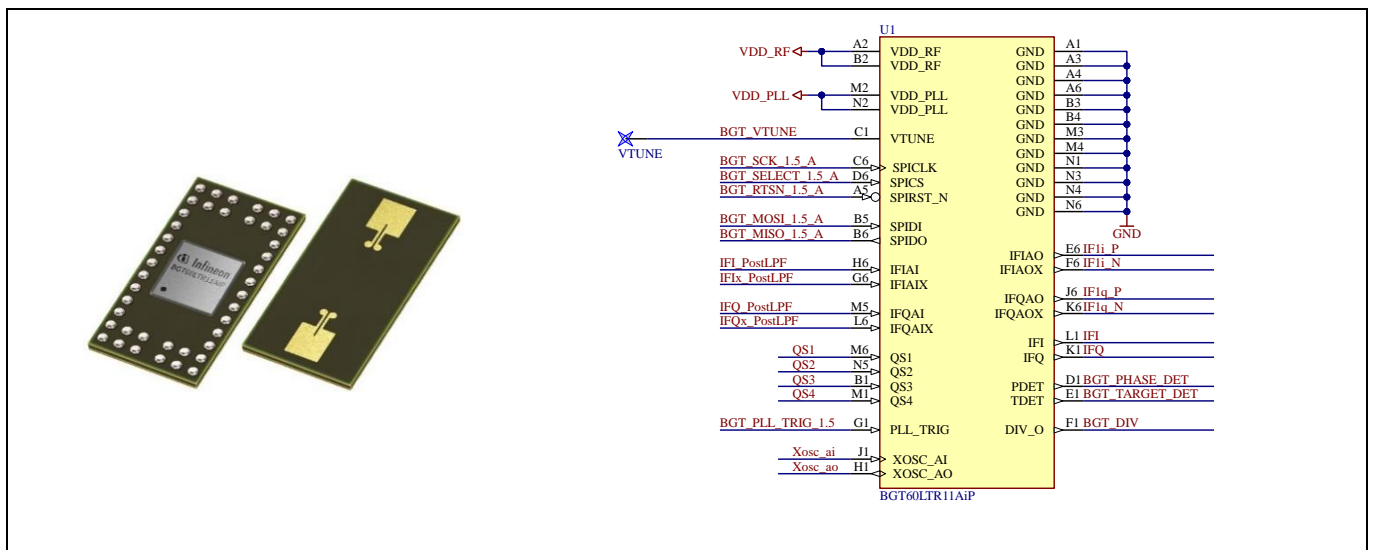 Infineon
BGT60LTR11AiP
U1
VDD_RF A2 VDD_RF GND A1
B2 VDD_RF GND A3
GND A4
VDD_PLL M2 VDD_PLL GND A6
N2 VDD_PLL GND B3
GND B4
VTUNE BGT_VTUNE C1 VTUNE GND M3
GND M4
BGT_SCK_1.5_A C6 SPICLK GND N1
BGT_SELECT_1.5_A D6 SPICS GND N3
BGT_RTSN_1.5_A A5 SPIRST_N GND N4
GND N6
BGT_MOSI_1.5_A B5 SPIDI
BGT_MISO_1.5_A B6 SPIDO
GND
IFIAO E6 IF1i_P
IFI_PostLPF H6 IFIAI IFIAOX F6 IF1i_N
IFIx_PostLPF G6 IFIAIX
IFQAO J6 IF1q_P
IFQ_PostLPF M5 IFQAI IFQAOX K6 IF1q_N
IFQx_PostLPF L6 IFQAIX
IFI L1 IFI
QS1 M6 QS1 IFQ K1 IFQ
QS2 N5 QS2
QS3 B1 QS3 PDET D1 BGT_PHASE_DET
QS4 M1 QS4 TDET E1 BGT_TARGET_DET
BGT_PLL_TRIG_1.5 G1 PLL_TRIG DIV_O F1 BGT_DIV
Xosc_ai J1 XOSC_AI
Xosc_ao H1 XOSC_AO
BGT60LTR11AiP